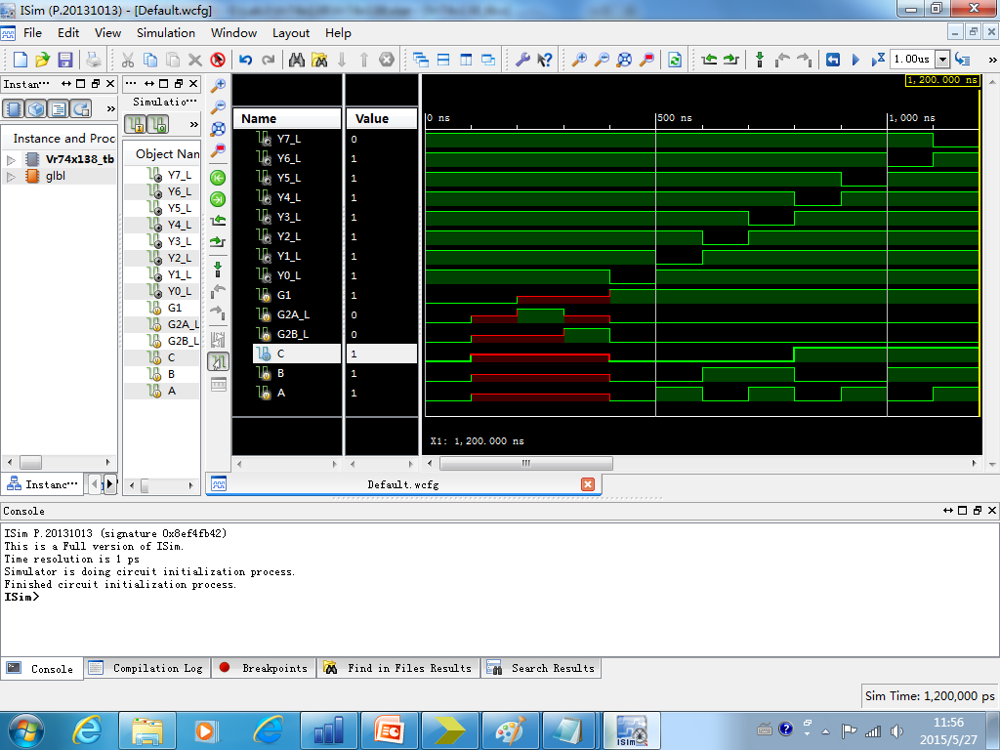 ISim (P.20131013) - [Default.wcfg]
File Edit View Simulation Window Layout Help
1.00us
Instan···
Simulatio···
Instance and Proc
Vr74x138_tb
glbl
Object Nan
Y7_L
Y6_L
Y5_L
Y4_L
Y3_L
Y2_L
Y1_L
Y0_L
G1
G2A_L
G2B_L
C
B
A
Name Value
Y7_L 0
Y6_L 1
Y5_L 1
Y4_L 1
Y3_L 1
Y2_L 1
Y1_L 1
Y0_L 1
G1 1
G2A_L 0
G2B_L 0
C 1
B 1
A 1
1,200.000 ns
0 ns 500 ns 1,000 ns
X1: 1,200.000 ns
Instanc···
Default.wcfg
Console
ISim P.20131013 (signature 0x8ef4fb42)
This is a Full version of ISim.
Time resolution is 1 ps
Simulator is doing circuit initialization process.
Finished circuit initialization process.
ISim>
Console Compilation Log Breakpoints Find in Files Results Search Results
Sim Time: 1,200,000 ps
ISim
11:56
2015/5/27